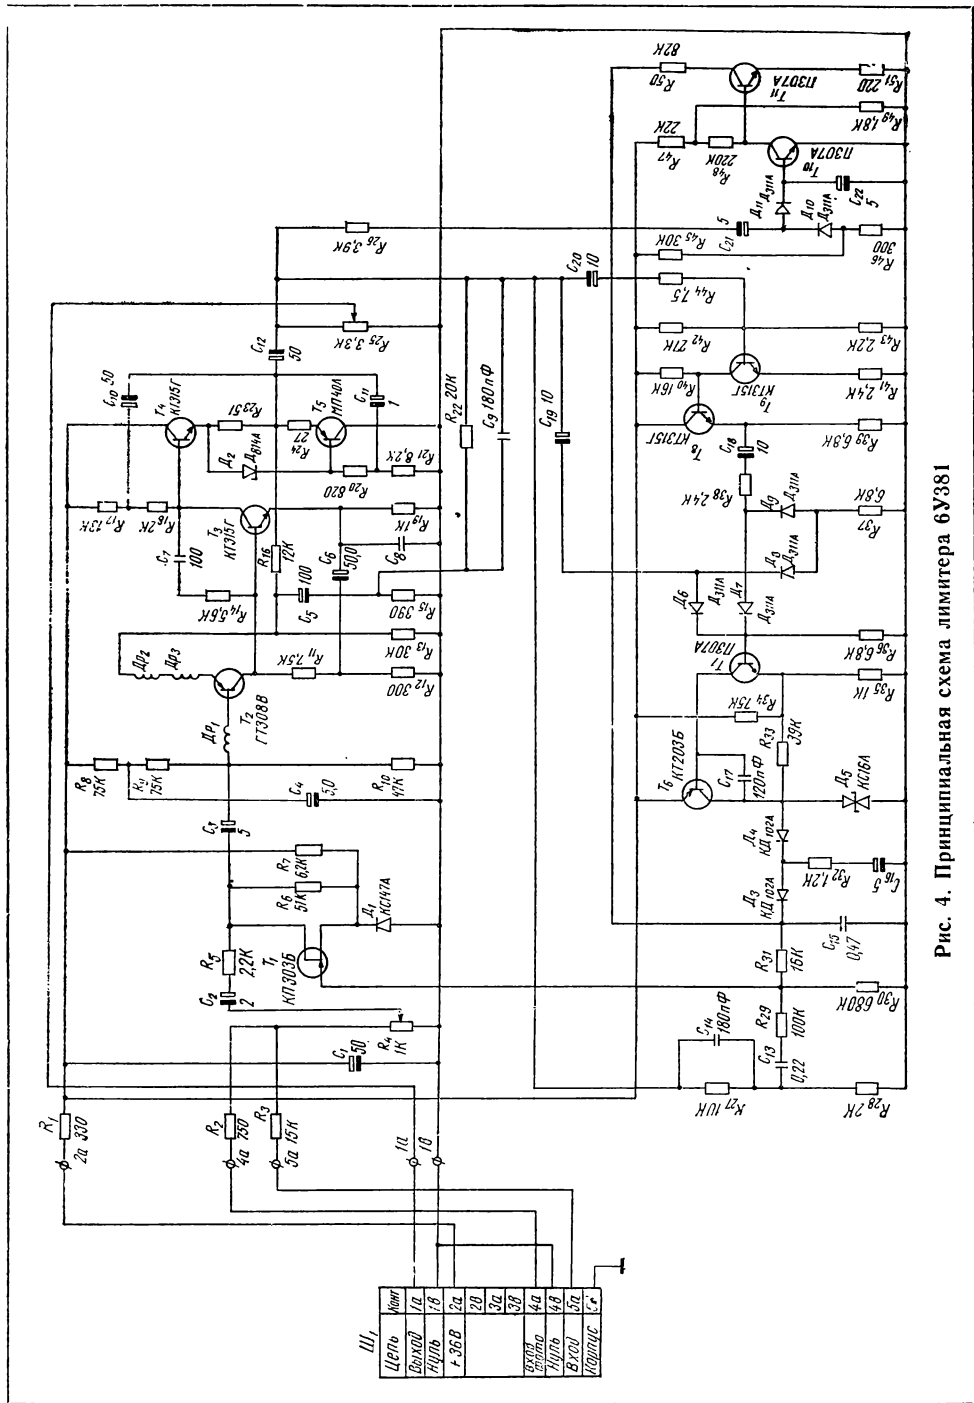 Ш₁
Цепь Конт
Выход 1а
Нуль 1в
+36В 2а
2в
3а
3в
Вход фото 4а
Нуль 4в
Вход 5а
Корпус
R₁
2а 330
R₂
4а 750
R₃
5а 15К
1а
1в
C₁
50
R₄
1К
C₂
2
R₅
2,2К
T₁
КП303Б
R₆
51К
R₇
6,2К
Д₁
КС147А
C₃
5
R₈
75К
75К
C₄
5,0
R₁₀
47К
Др₁
T₂
ГТ308В
Др₂
Др₃
R₁₁ 7,5К
R₁₂ 300
R₁₃
30К
R₁₄ 5,6К
C₇
100
C₅
100
R₁₅ 390
R₁₆
12К
C₆
50,0
C₈
T₃
КТ315Г
R₁₇ 13К
R₁₈ 2К
R₁₉ 1К
C₁₀ 50
T₄
КТ315Г
Д₂
Д814А
R₂₃ 51
R₂₄
27
T₅
МП40А
R₂₀ 820
R₂₁ 8,2К
C₁₁
1
C₁₂
50
R₂₅ 3,3К
R₂₆ 3,9К
R₂₂ 20К
C₉ 180пФ
C₁₉ 10
C₂₀
10
R₂₇ 10К
C₁₄
180пФ
R₂₈ 2К
C₁₃
0,22
R₂₉
100К
R₃₀ 680К
R₃₁
16К
C₁₅
0,47
Д₃
КД102А
Д₄
КД102А
R₃₂ 1,2К
C₁₆ 5
Д₅
КС16А
R₃₃
39К
T₆
КТ203Б
C₁₇
120пФ
R₃₄ 75К
T₇
П307А
R₃₅
1К
R₃₆
6,8К
Д₆
Д311А
Д₇
Д311А
Д₈
Д311А
Д₉
Д311А
R₃₇
6,8К
R₃₈ 2,4К
C₁₈
10
R₃₉ 6,8К
T₈
КТ315Г
R₄₀ 16К
T₉
КТ315Г
R₄₁ 2,4К
R₄₂ 27К
R₄₃ 2,2К
R₄₄ 7,5
R₄₅
30К
R₄₆
300
C₂₁ 5
Д₁₀
Д311А
Д₁₁
Д311А
C₂₂
5
T₁₀
П307А
R₄₇
22К
R₄₈
220К
R₄₉ 1,8К
R₅₀
82К
T₁₁
П307А
R₅₁
220
Рис. 4. Принципиальная схема лимитера 6У381